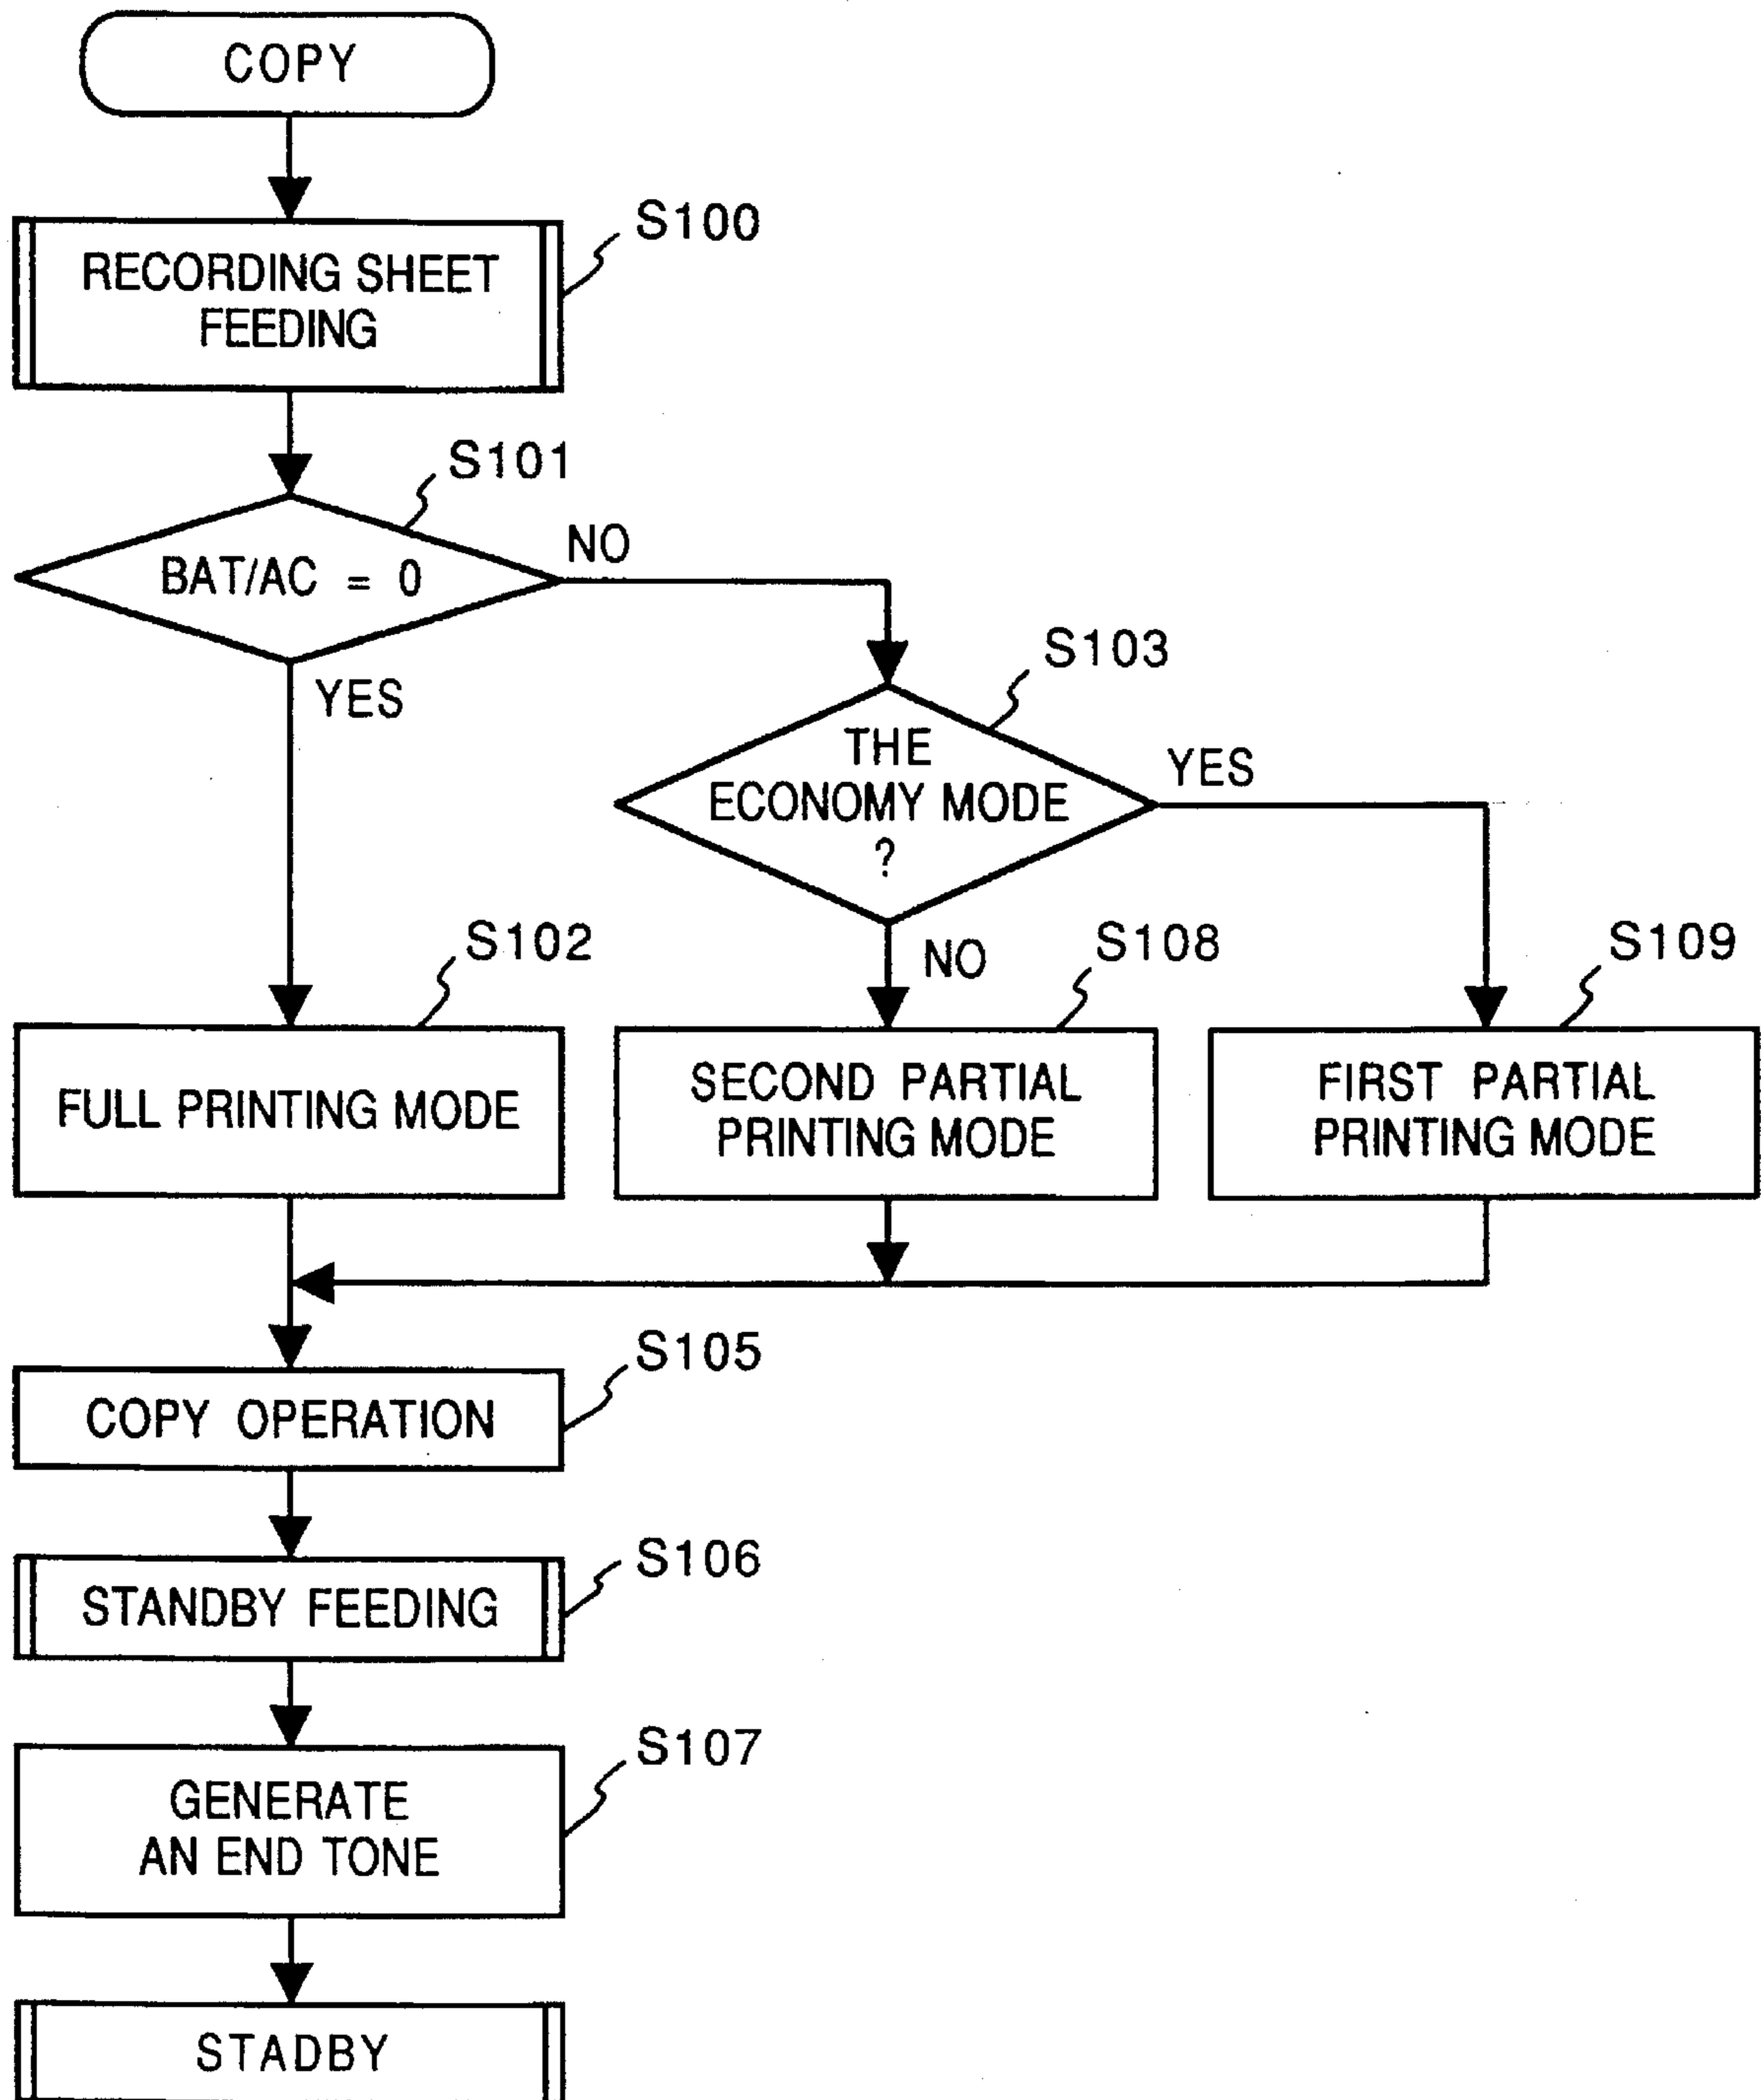 COPY
S100
RECORDING SHEET
FEEDING
S101
BAT/AC = 0
NO
YES
S103
THE
ECONOMY MODE
?
YES
NO
S102
FULL PRINTING MODE
S108
SECOND PARTIAL
PRINTING MODE
S109
FIRST PARTIAL
PRINTING MODE
S105
COPY OPERATION
S106
STANDBY FEEDING
S107
GENERATE
AN END TONE
STADBY